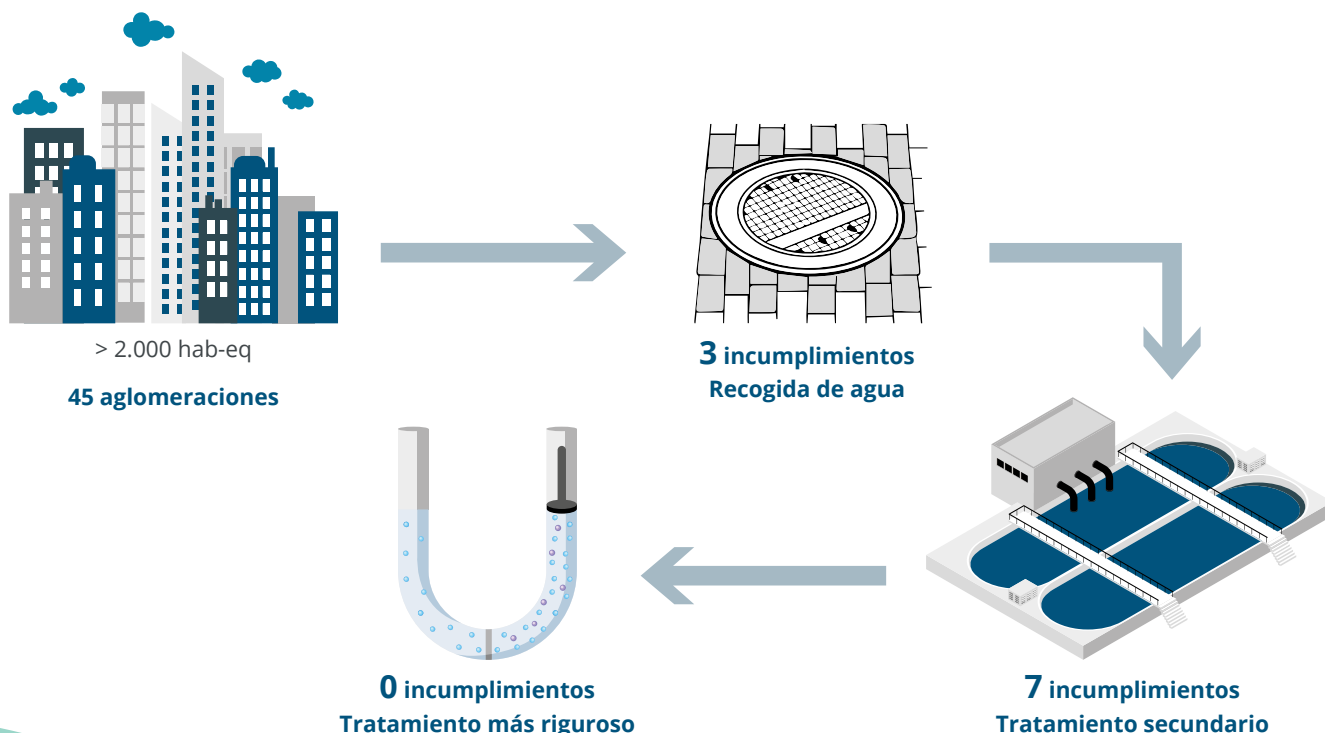 > 2.000 hab-eq
45 aglomeraciones
3 incumplimientos
Recogida de agua
7 incumplimientos
Tratamiento secundario
0 incumplimientos
Tratamiento más riguroso